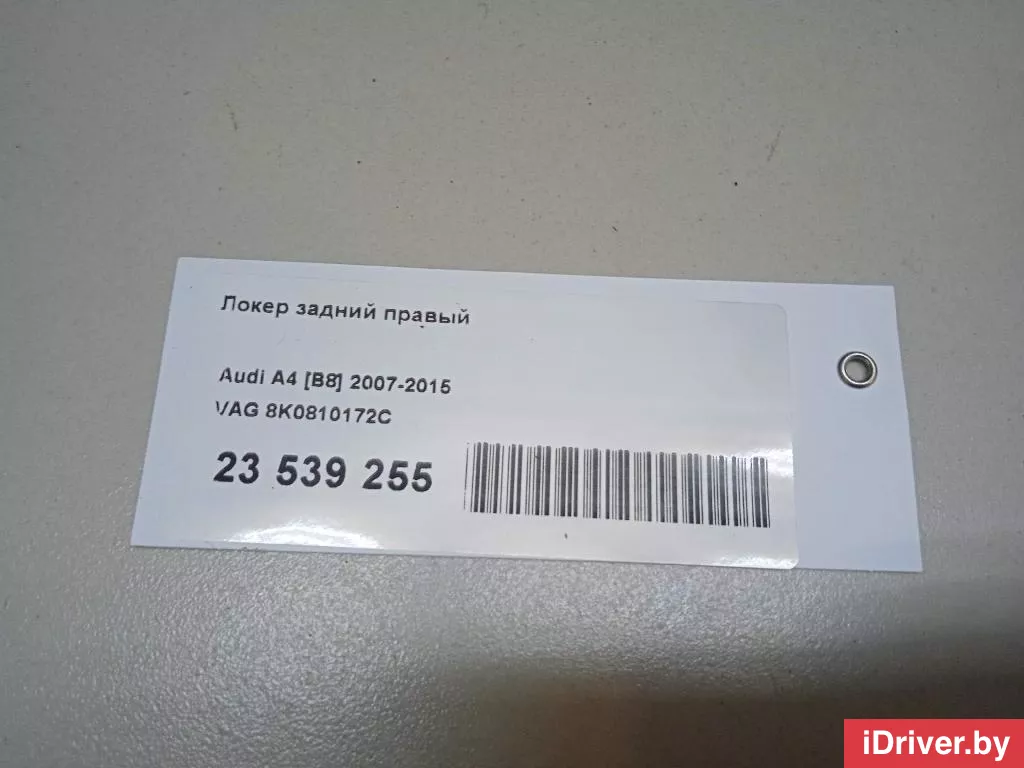 Локер задний правый
Audi A4 [B8] 2007-2015
VAG 8K0810172C
23 539 255
iDriver.by